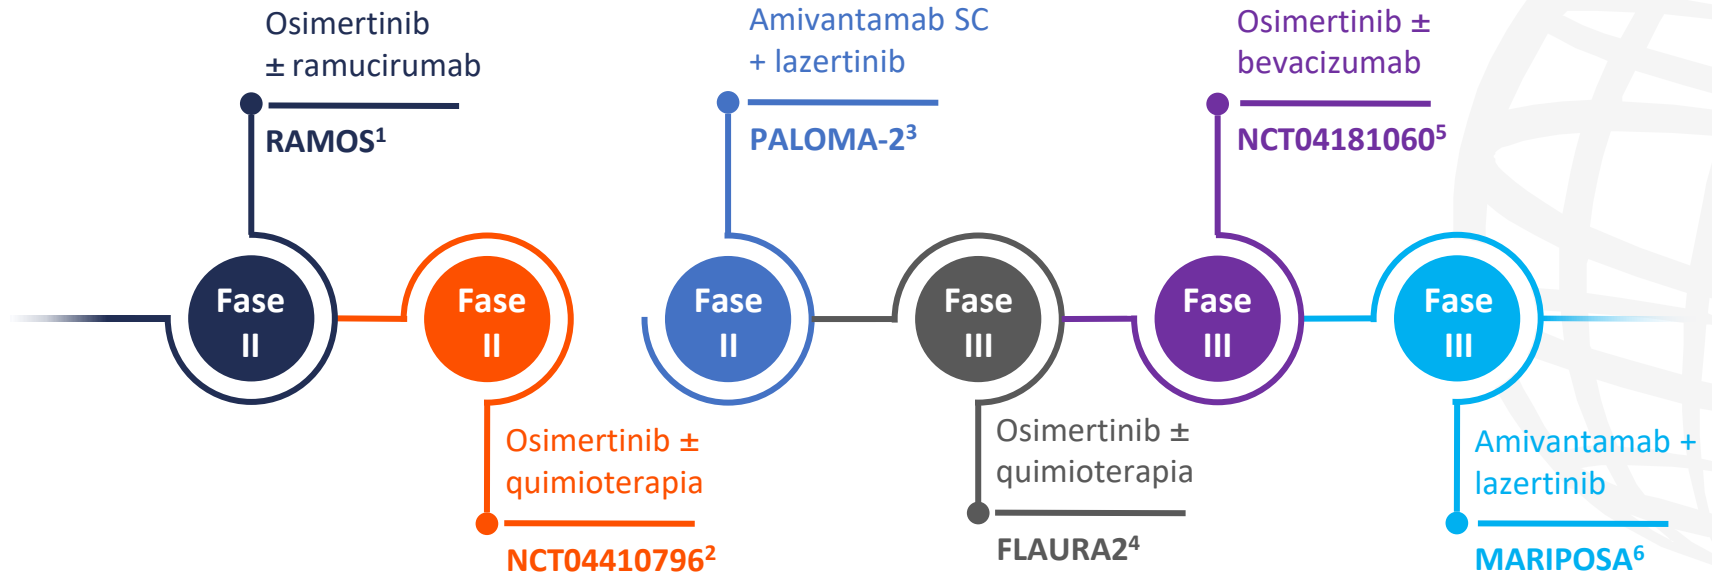 Osimertinib
± ramucirumab
RAMOS¹
Fase
II
Fase
II
Osimertinib ±
quimioterapia
NCT04410796²
Amivantamab SC
+ lazertinib
PALOMA-2³
Fase
II
Fase
III
Osimertinib ±
quimioterapia
FLAURA2⁴
Osimertinib ±
bevacizumab
NCT04181060⁵
Fase
III
Fase
III
Amivantamab +
lazertinib
MARIPOSA⁶